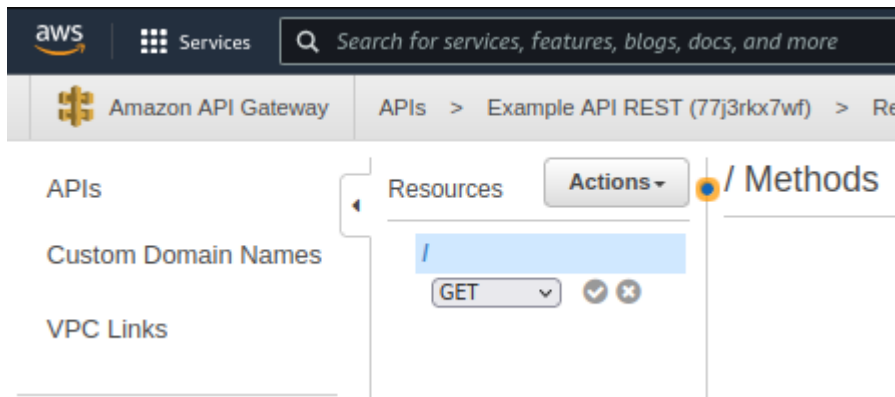 aws Services Search for services, features, blogs, docs, and more
Amazon API Gateway APIs > Example API REST (77j3rkx7wf) > Re
APIs
Resources Actions / Methods
Custom Domain Names
/
GET
VPC Links